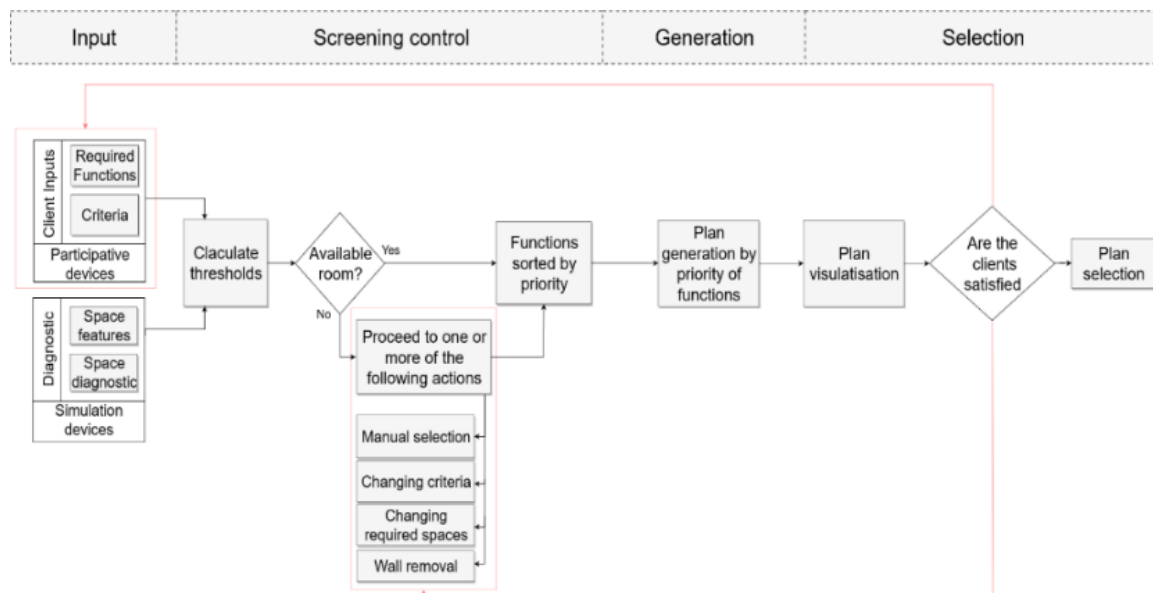 Input
Screening control
Generation
Selection
Client Inputs
Required
Functions
Criteria
Participative
devices
Diagnostic
Space
features
Space
diagnostic
Simulation
devices
Claculate
thresholds
Available
room?
Yes
No
Proceed to one or
more of the
following actions
Manual selection
Changing criteria
Changing
required spaces
Wall removal
Functions
sorted by
priority
Plan
generation by
priority of
functions
Plan
visulatisation
Are the
clients
satisfied
Plan
selection